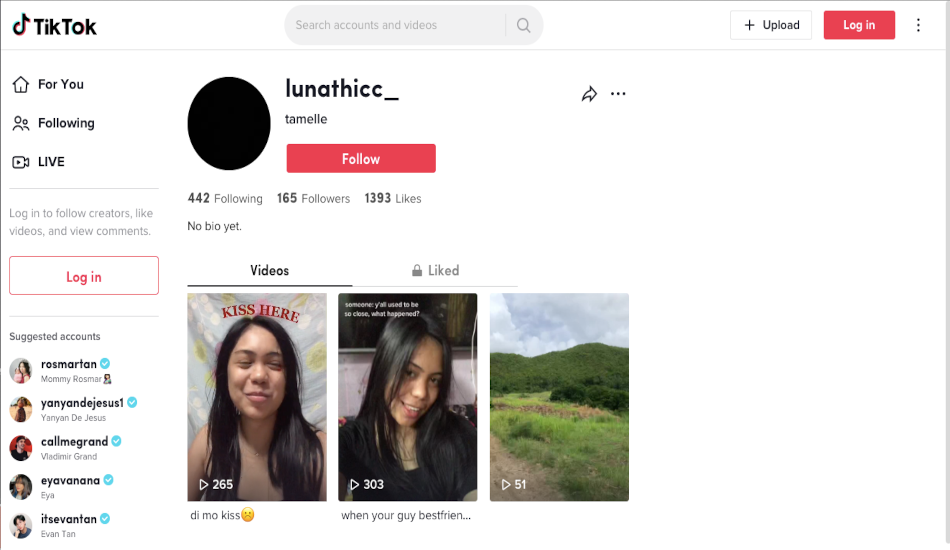 TikTok
Search accounts and videos
Upload
Log in
For You
Following
LIVE
Log in to follow creators, like
videos, and view comments.
Log in
Suggested accounts
rosmartan
Mommy Rosmar
yanyandejesus1
Yanyan De Jesus
callmegrand
Vladimir Grand
eyavanana
Eya
itsevantan
Evan Tan
lunathicc_
tamelle
Follow
442 Following 165 Followers 1393 Likes
No bio yet.
Videos
Liked
KISS HERE
265
di mo kiss☹️
someone: y'all used to be
so close, what happened?
303
when your guy bestfrien...
51